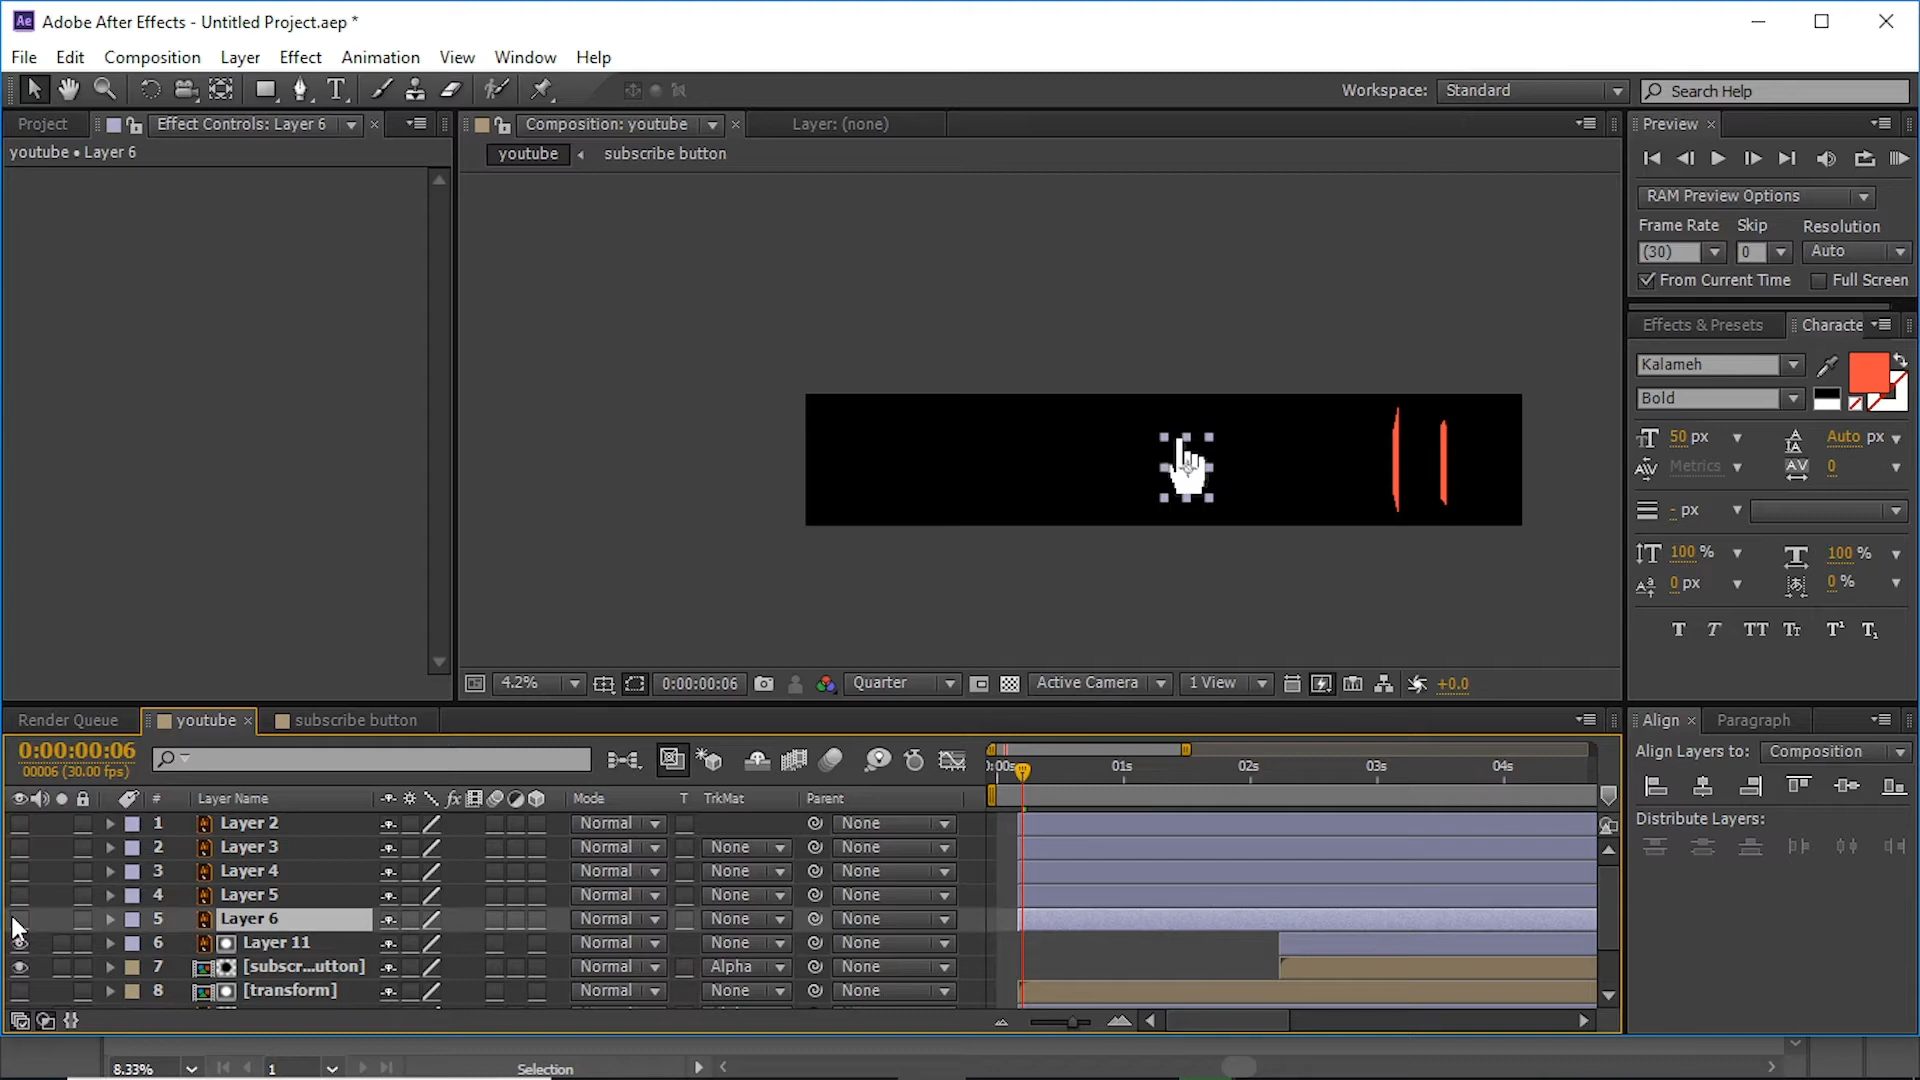 Ae Adobe After Effects - Untitled Project.aep *
File Edit Composition Layer Effect Animation View Window Help
Workspace: Standard Search Help
Project Effect Controls: Layer 6 Composition: youtube Layer: (none) Preview
youtube • Layer 6
youtube subscribe button
RAM Preview Options
Frame Rate Skip Resolution
(30) 0 Auto
From Current Time Full Screen
Effects & Presets Characte
Kalameh
Bold
50 px Auto px
Metrics 0
- px
100 % 100 %
0 px 0 %
T T TT Tt T¹ T₁
4.2% 0:00:00:06 Quarter Active Camera 1 View +0.0
Render Queue youtube subscribe button
Align Paragraph
0:00:00:06
00006 (30.00 fps)
Align Layers to: Composition
Distribute Layers:
0:00s 01s 02s 03s 04s
# Layer Name fx Mode T TrkMat Parent
1 Layer 2 Normal None
2 Layer 3 Normal None None
3 Layer 4 Normal None None
4 Layer 5 Normal None None
5 Layer 6 Normal None None
6 Layer 11 Normal None None
7 [subscr...utton] Normal Alpha None
8 [transform] Normal None None
8.33% 1 Selection